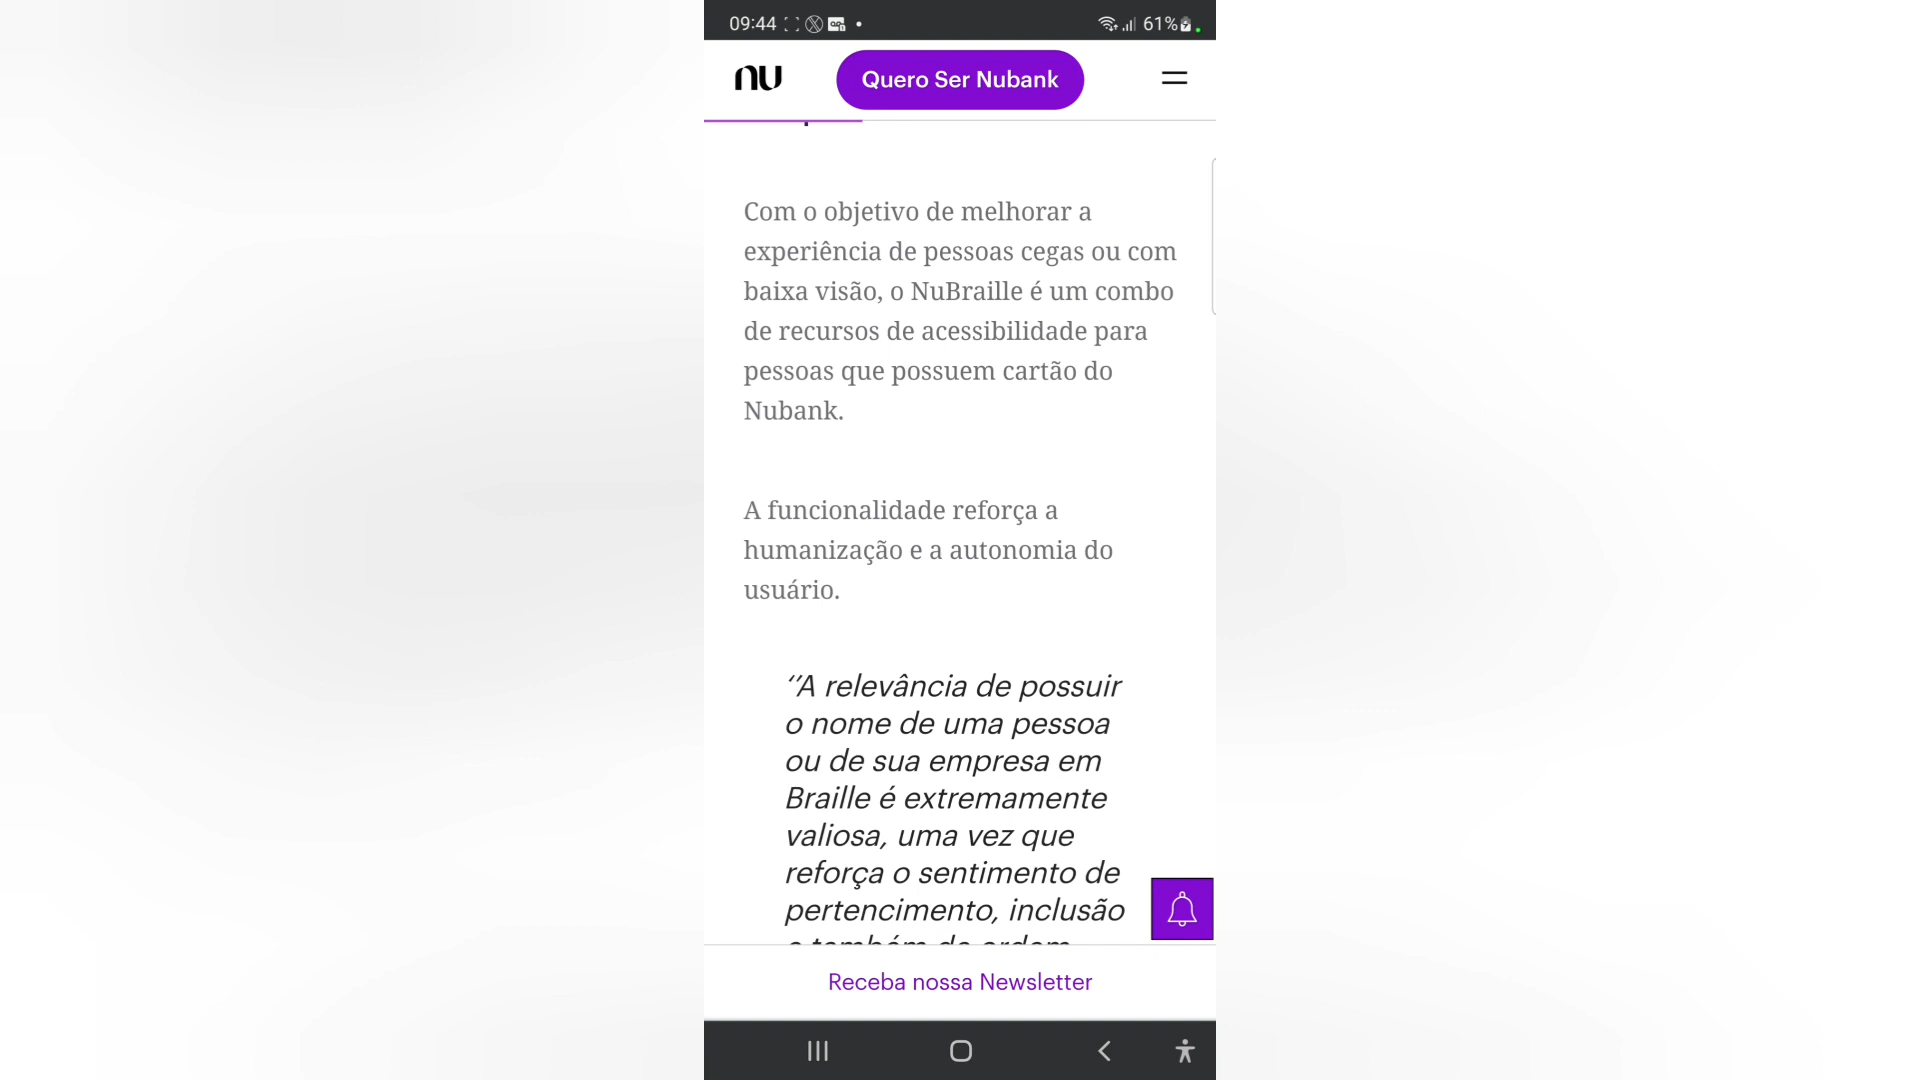 09:44
61%
nu
Quero Ser Nubank
Com o objetivo de melhorar a
experiência de pessoas cegas ou com
baixa visão, o NuBraille é um combo
de recursos de acessibilidade para
pessoas que possuem cartão do
Nubank.
A funcionalidade reforça a
humanização e a autonomia do
usuário.
‘’A relevância de possuir
o nome de uma pessoa
ou de sua empresa em
Braille é extremamente
valiosa, uma vez que
reforça o sentimento de
pertencimento, inclusão
e também de ordem
Receba nossa Newsletter